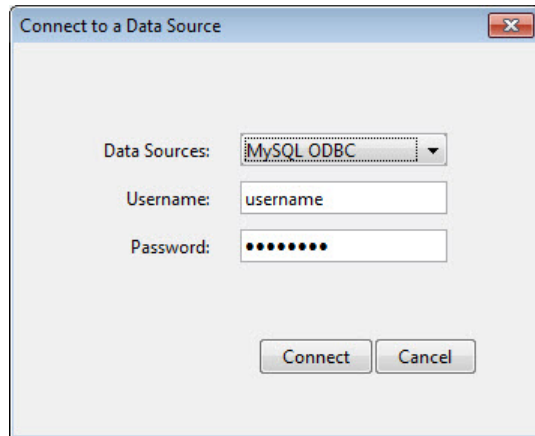 Connect to a Data Source
Data Sources: MySQL ODBC
Username: username
Password: ••••••••
Connect Cancel